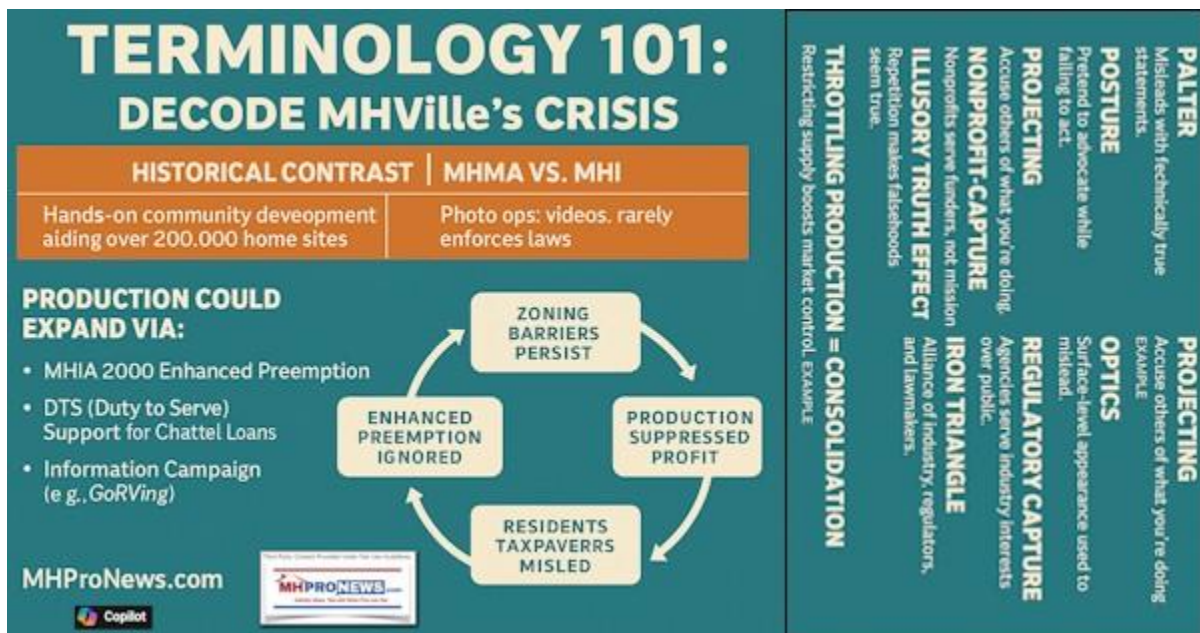 TERMINOLOGY 101:
DECODE MHVille's CRISIS
HISTORICAL CONTRAST | MHMA VS. MHI
Hands-on community deveopment
aiding over 200.000 home sites
Photo ops: videos. rarely
enforces laws
PRODUCTION COULD
EXPAND VIA:
• MHIA 2000 Enhanced Preemption
• DTS (Duty to Serve)
Support for Chattel Loans
• Information Campaign
(e g., GoRVing)
ZONING
BARRIERS
PERSIST
PRODUCTION
SUPPRESSED
PROFIT
RESIDENTS
TAXPAVERRS
MISLED
ENHANCED
PREEMPTION
IGNORED
MHProNews.com
MHPRONEWS.com
Copilot
PALTER
Misleads with fechnically true
statements.
POSTURE
Pretend to advocate while
falling to act.
PROJECTING
Accuse others of what you're doing.
NONPROFIT-CAPTURE
Nonprofits serve funders, not mission
ILLUSORY TRUTH EFFECT
Repetition makes falsehoods
seem true.
THROTTLING PRODUCTION = CONSOLIDATION
Restricting supply boosts market control. EXAMPLE
PROJECTING
Accuse others of what you're doing
EXAMPLE
OPTICS
Surface-level appearance used to
mislead.
REGULATORY CAPTURE
Agencies serve industry interests
over public.
IRON TRIANGLE
Alliance of industry, regulators,
and lawmakers.